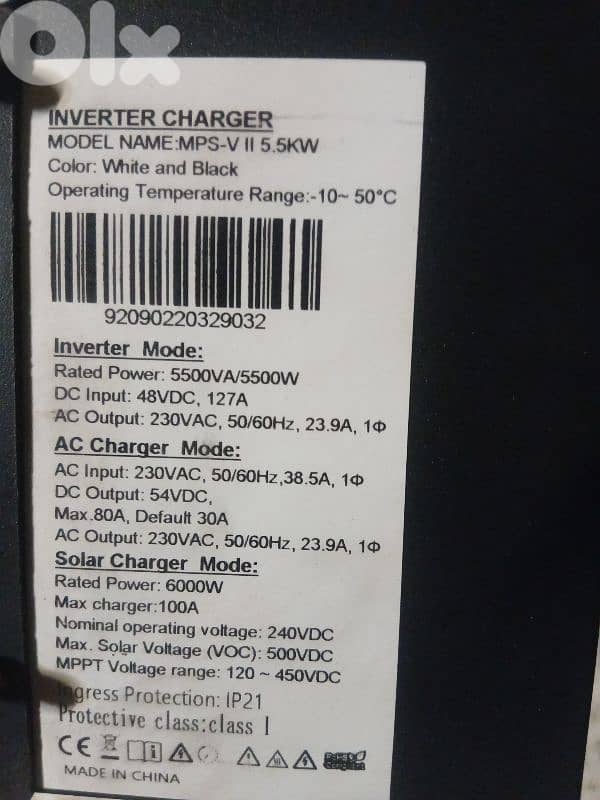 olx
INVERTER CHARGER
MODEL NAME:MPS-V II 5.5KW
Color: White and Black
Operating Temperature Range:-10~ 50°C
92090220329032
Inverter Mode:
Rated Power: 5500VA/5500W
DC Input: 48VDC, 127A
AC Output: 230VAC, 50/60Hz, 23.9A, 1Φ
AC Charger Mode:
AC Input: 230VAC, 50/60Hz,38.5A, 1Φ
DC Output: 54VDC,
Max.80A, Default 30A
AC Output: 230VAC, 50/60Hz, 23.9A, 1Φ
Solar Charger Mode:
Rated Power: 6000W
Max charger:100A
Nominal operating voltage: 240VDC
Max. Solar Voltage (VOC): 500VDC
MPPT Voltage range: 120 ~ 450VDC
Ingress Protection: IP21
Protective class:class I
CE
MADE IN CHINA